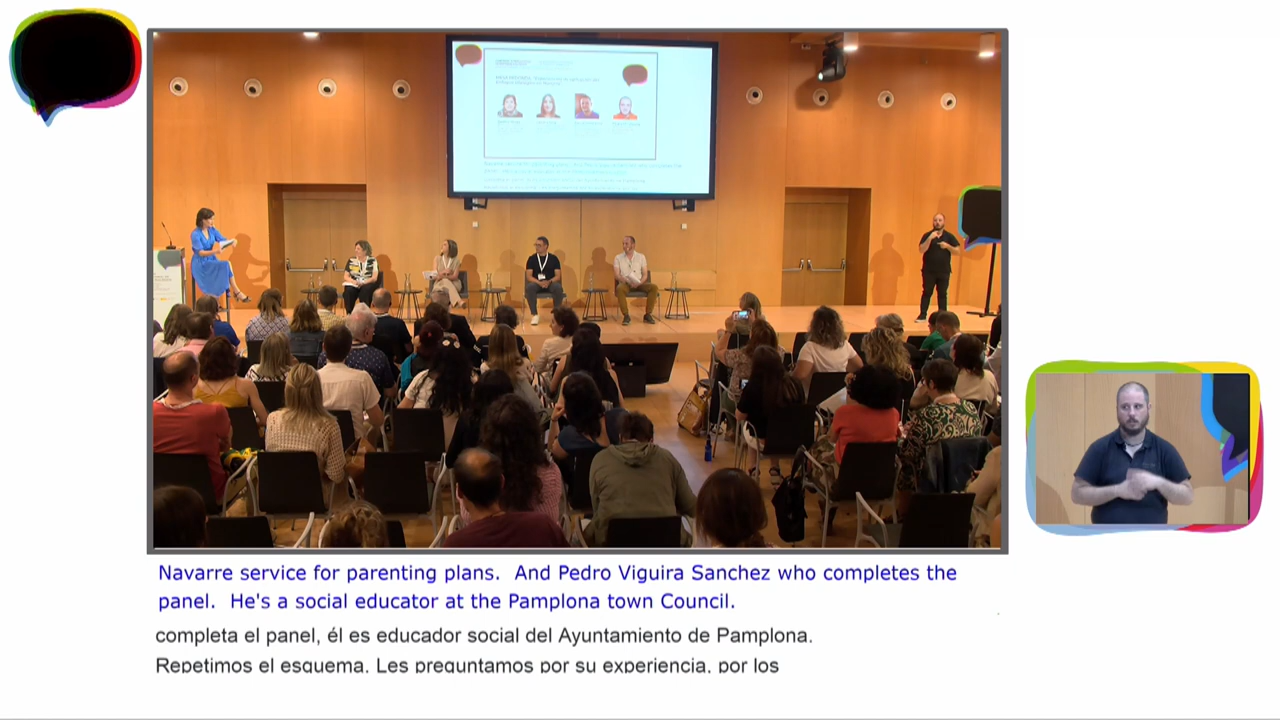 Navarre service for parenting plans.  And Pedro Viguira Sanchez who completes the
panel.  He's a social educator at the Pamplona town Council.
completa el panel, él es educador social del Ayuntamiento de Pamplona.
Repetimos el esquema. Les preguntamos por su experiencia, por los